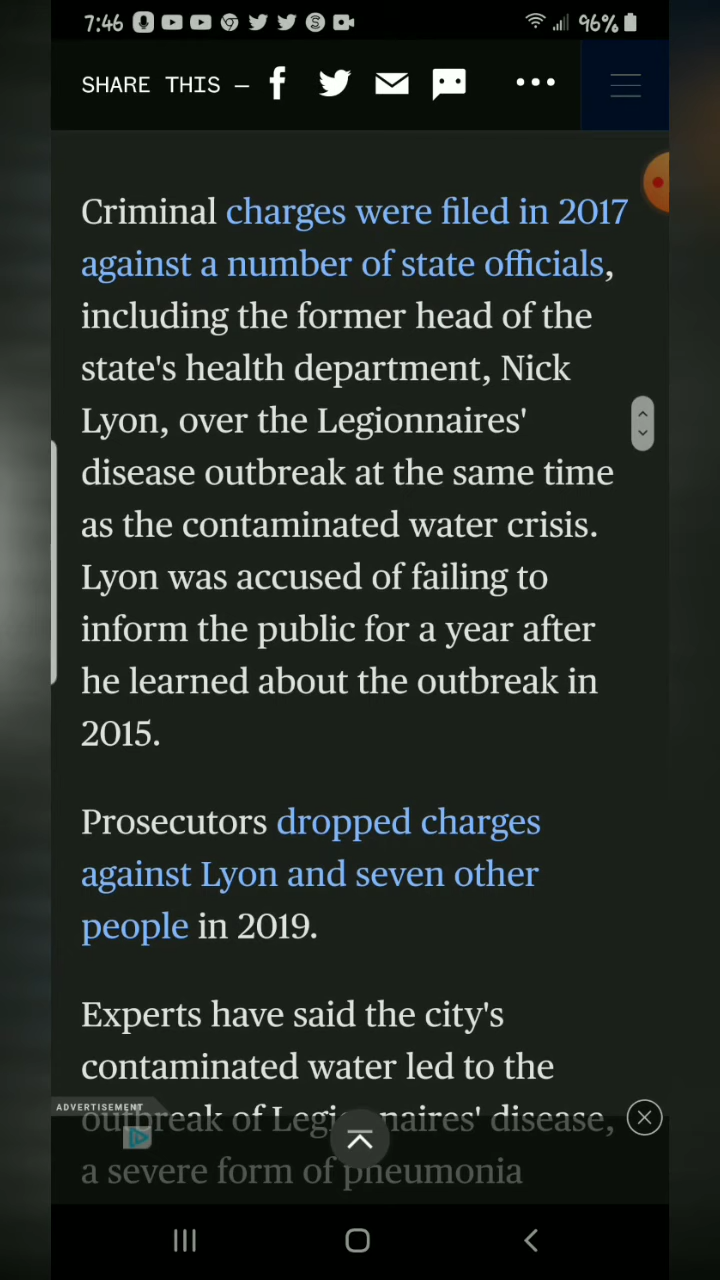 7:46
96%
SHARE THIS –
Criminal charges were filed in 2017
against a number of state officials,
including the former head of the
state's health department, Nick
Lyon, over the Legionnaires'
disease outbreak at the same time
as the contaminated water crisis.
Lyon was accused of failing to
inform the public for a year after
he learned about the outbreak in
2015.
Prosecutors dropped charges
against Lyon and seven other
people in 2019.
Experts have said the city's
contaminated water led to the
ADVERTISEMENT
outbreak of Legionnaires' disease,
a severe form of pneumonia